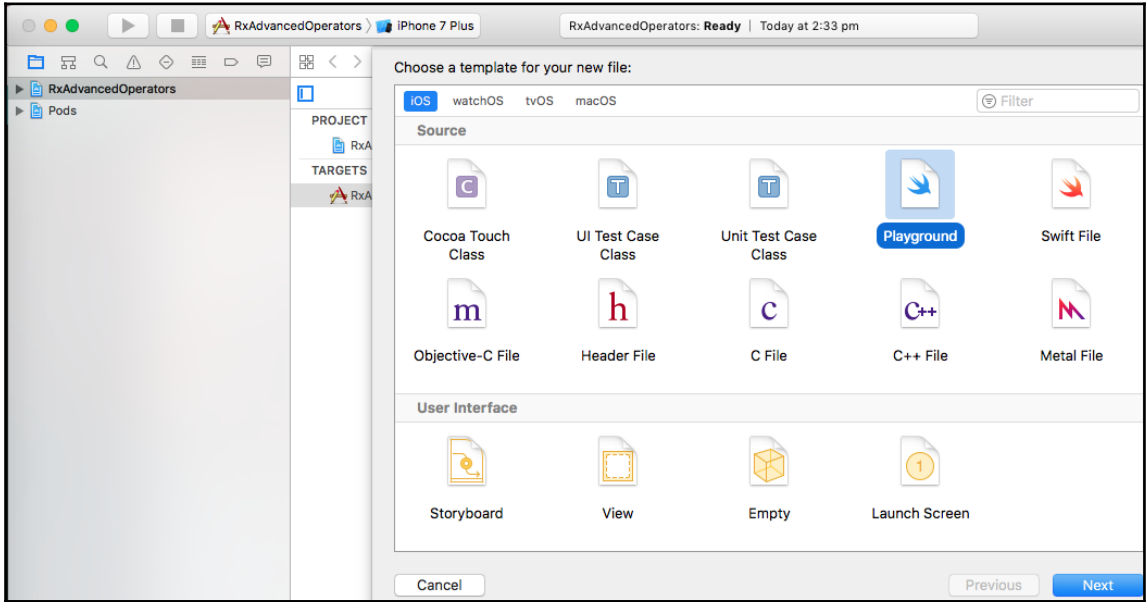 RxAdvancedOperators
iPhone 7 Plus
RxAdvancedOperators: Ready | Today at 2:33 pm
RxAdvancedOperators
Pods
PROJECT
RxA
TARGETS
RxA
Choose a template for your new file:
iOS watchOS tvOS macOS
Filter
Source
C
T
T
Cocoa Touch
Class
UI Test Case
Class
Unit Test Case
Class
Playground
Swift File
m
h
C
C++
Objective-C File
Header File
C File
C++ File
Metal File
User Interface
1
Storyboard
View
Empty
Launch Screen
Cancel
Previous
Next